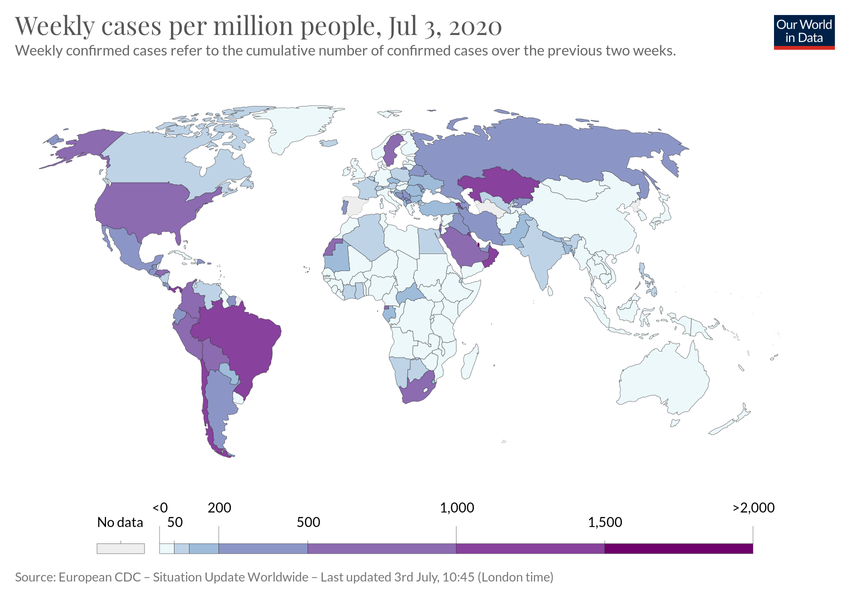 Weekly cases per million people, Jul 3, 2020
Weekly confirmed cases refer to the cumulative number of confirmed cases over the previous two weeks.
Our World
in Data
<0 200 1,000 >2,000
No data 50 500 1,500
Source: European CDC – Situation Update Worldwide – Last updated 3rd July, 10:45 (London time)